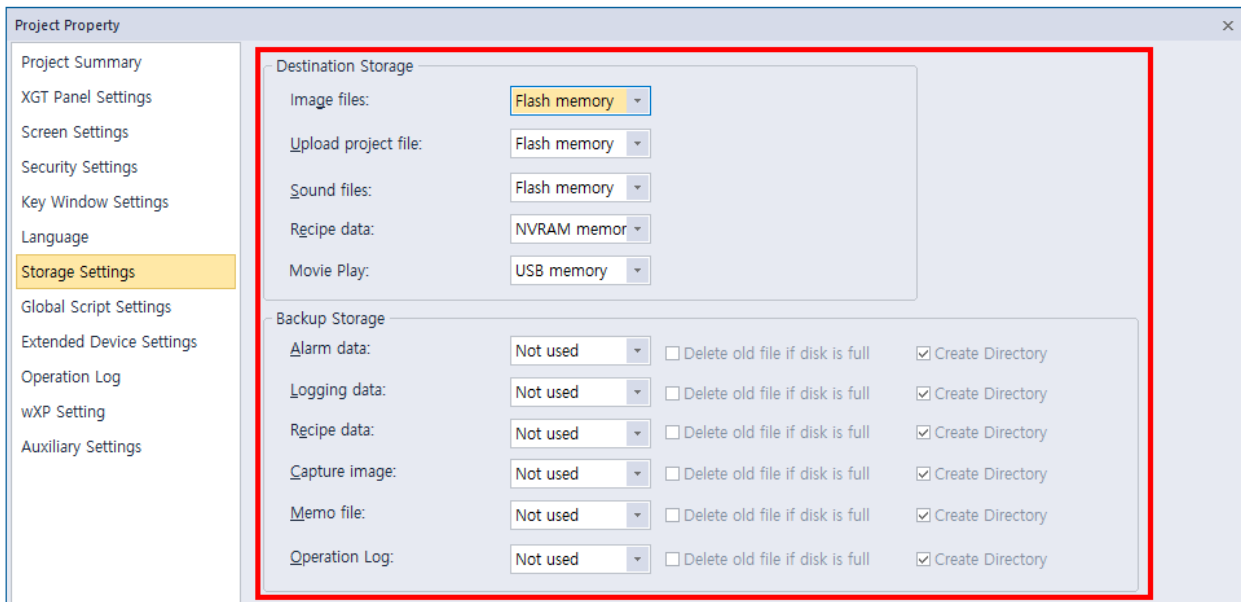 Project Property
Project Summary
XGT Panel Settings
Screen Settings
Security Settings
Key Window Settings
Language
Storage Settings
Global Script Settings
Extended Device Settings
Operation Log
wXP Setting
Auxiliary Settings
Destination Storage
Image files: Flash memory
Upload project file: Flash memory
Sound files: Flash memory
Recipe data: NVRAM memor
Movie Play: USB memory
Backup Storage
Alarm data: Not used Delete old file if disk is full Create Directory
Logging data: Not used Delete old file if disk is full Create Directory
Recipe data: Not used Delete old file if disk is full Create Directory
Capture image: Not used Delete old file if disk is full Create Directory
Memo file: Not used Delete old file if disk is full Create Directory
Operation Log: Not used Delete old file if disk is full Create Directory